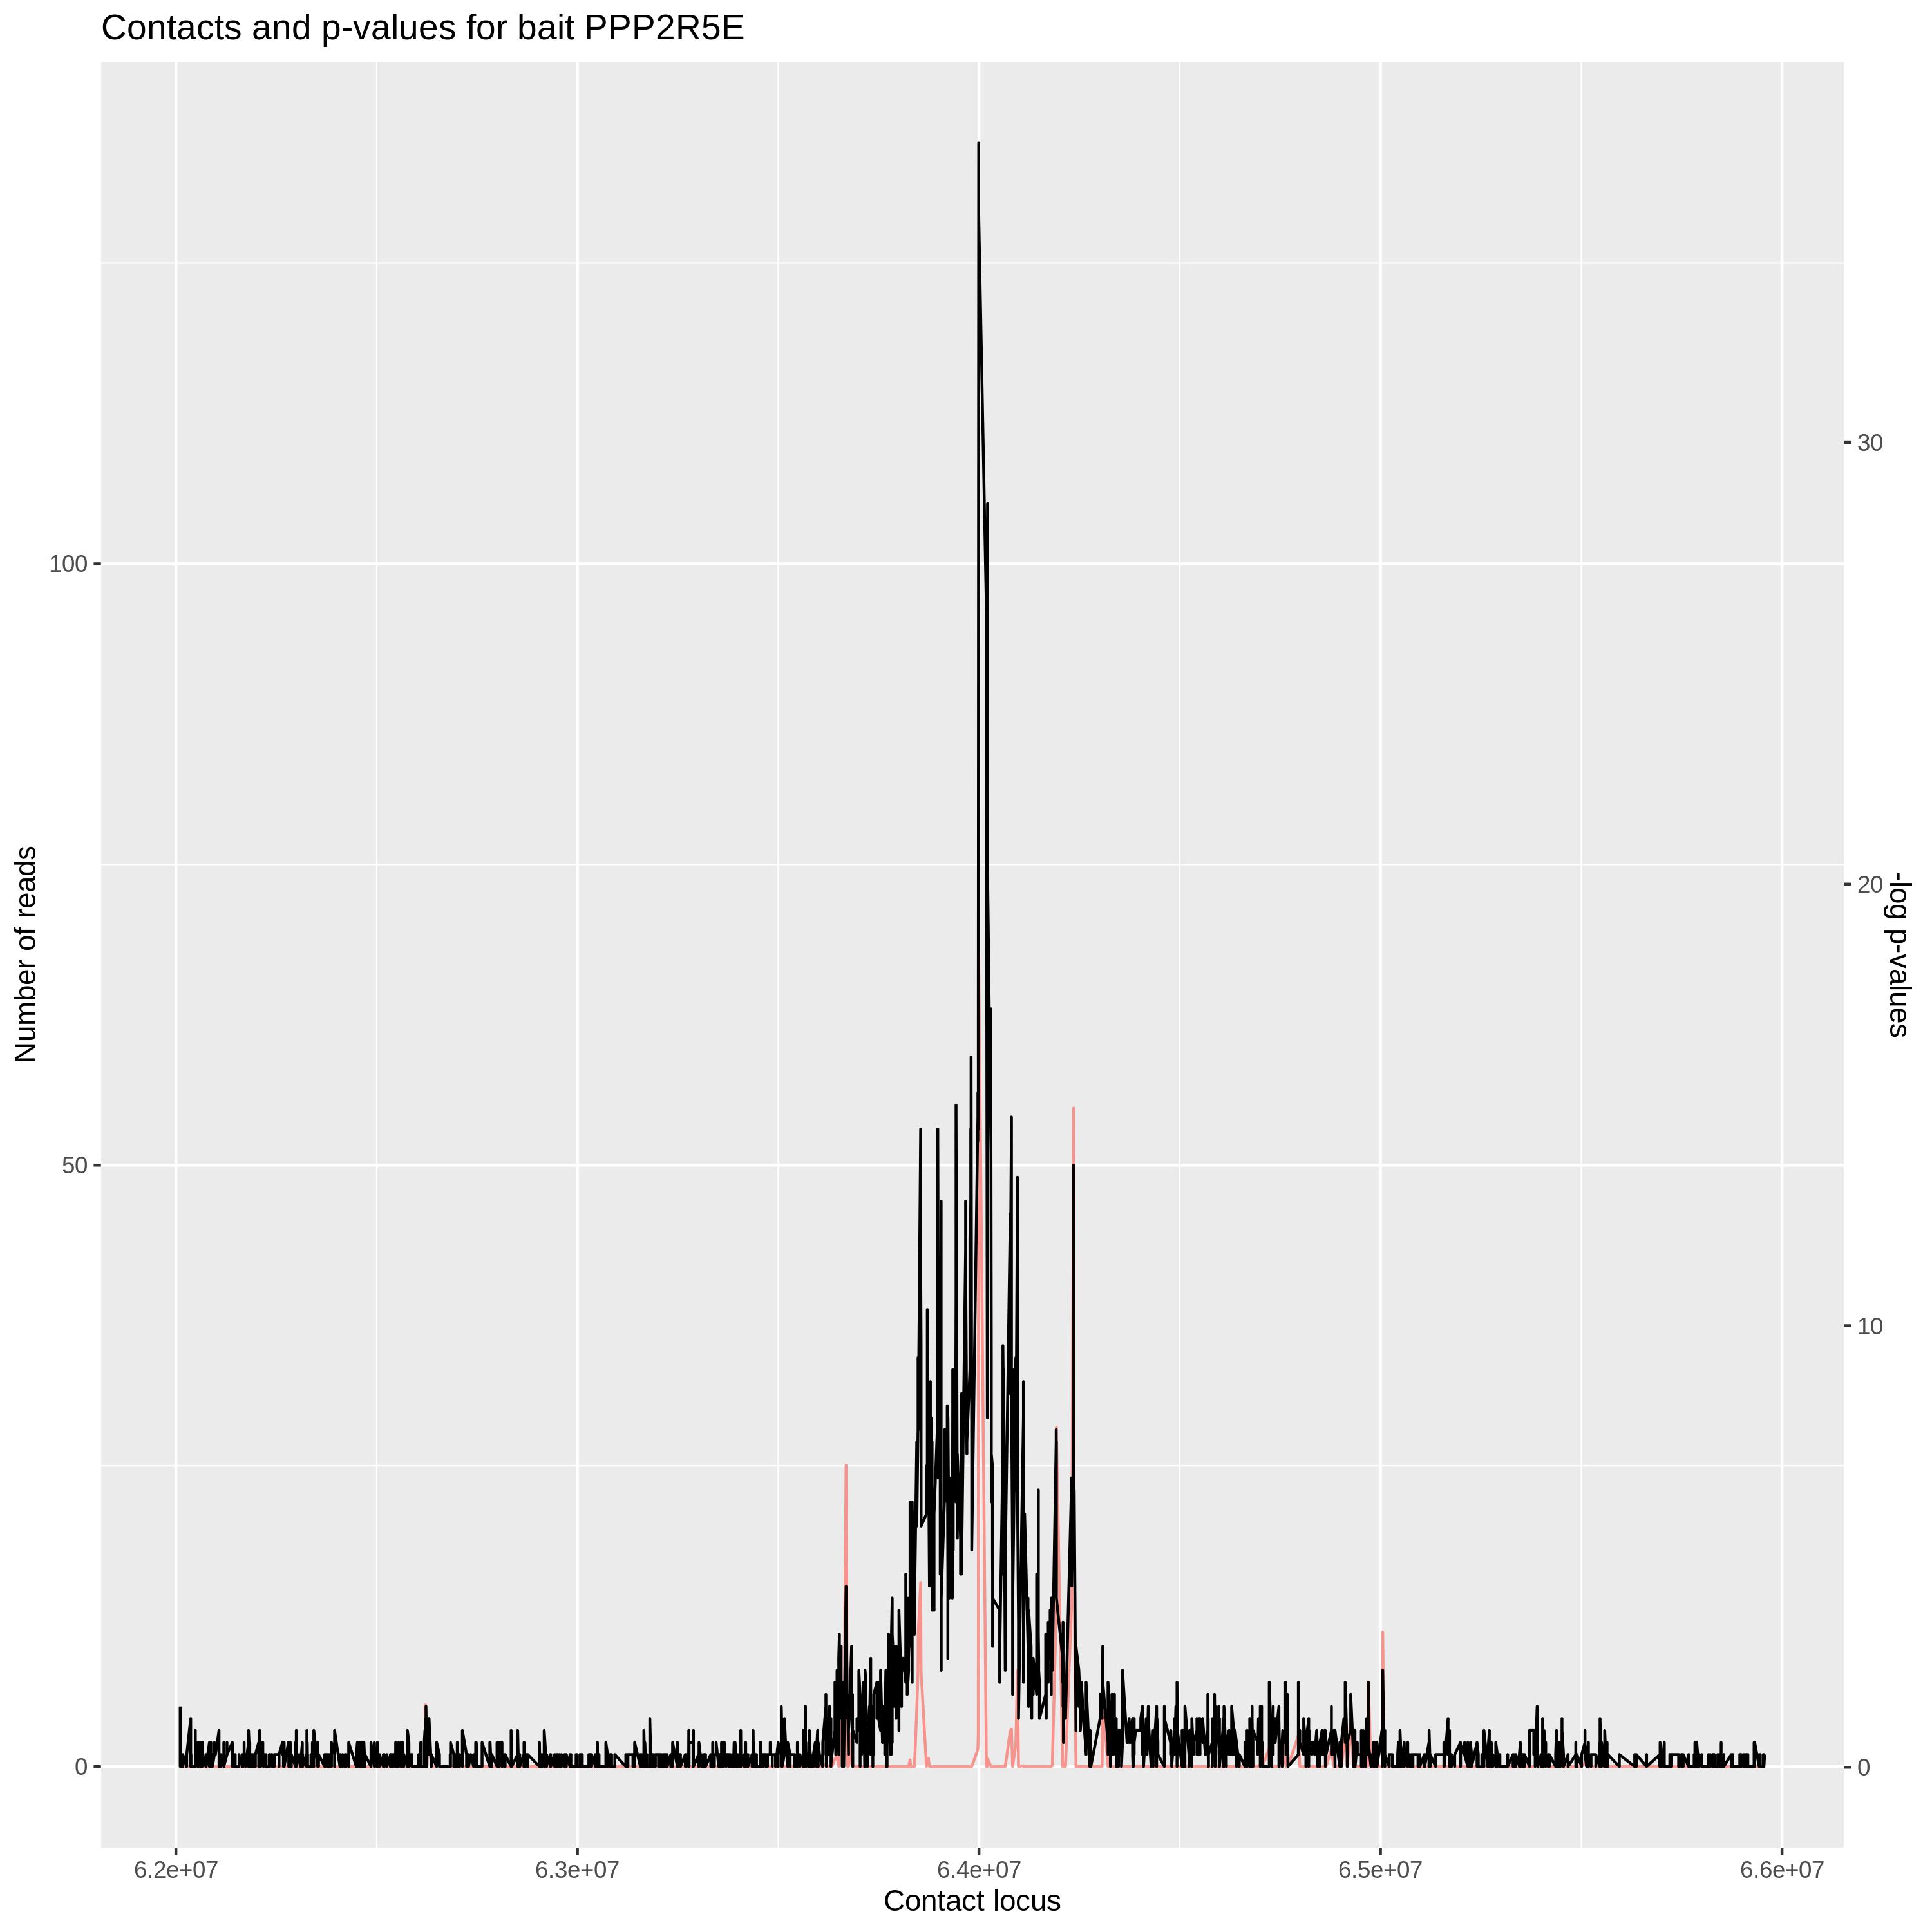 Contacts and p-values for bait PPP2R5E
Number of reads
100
50
0
30
20
10
0
-log p-values
6.2e+07 6.3e+07 6.4e+07 6.5e+07 6.6e+07
Contact locus